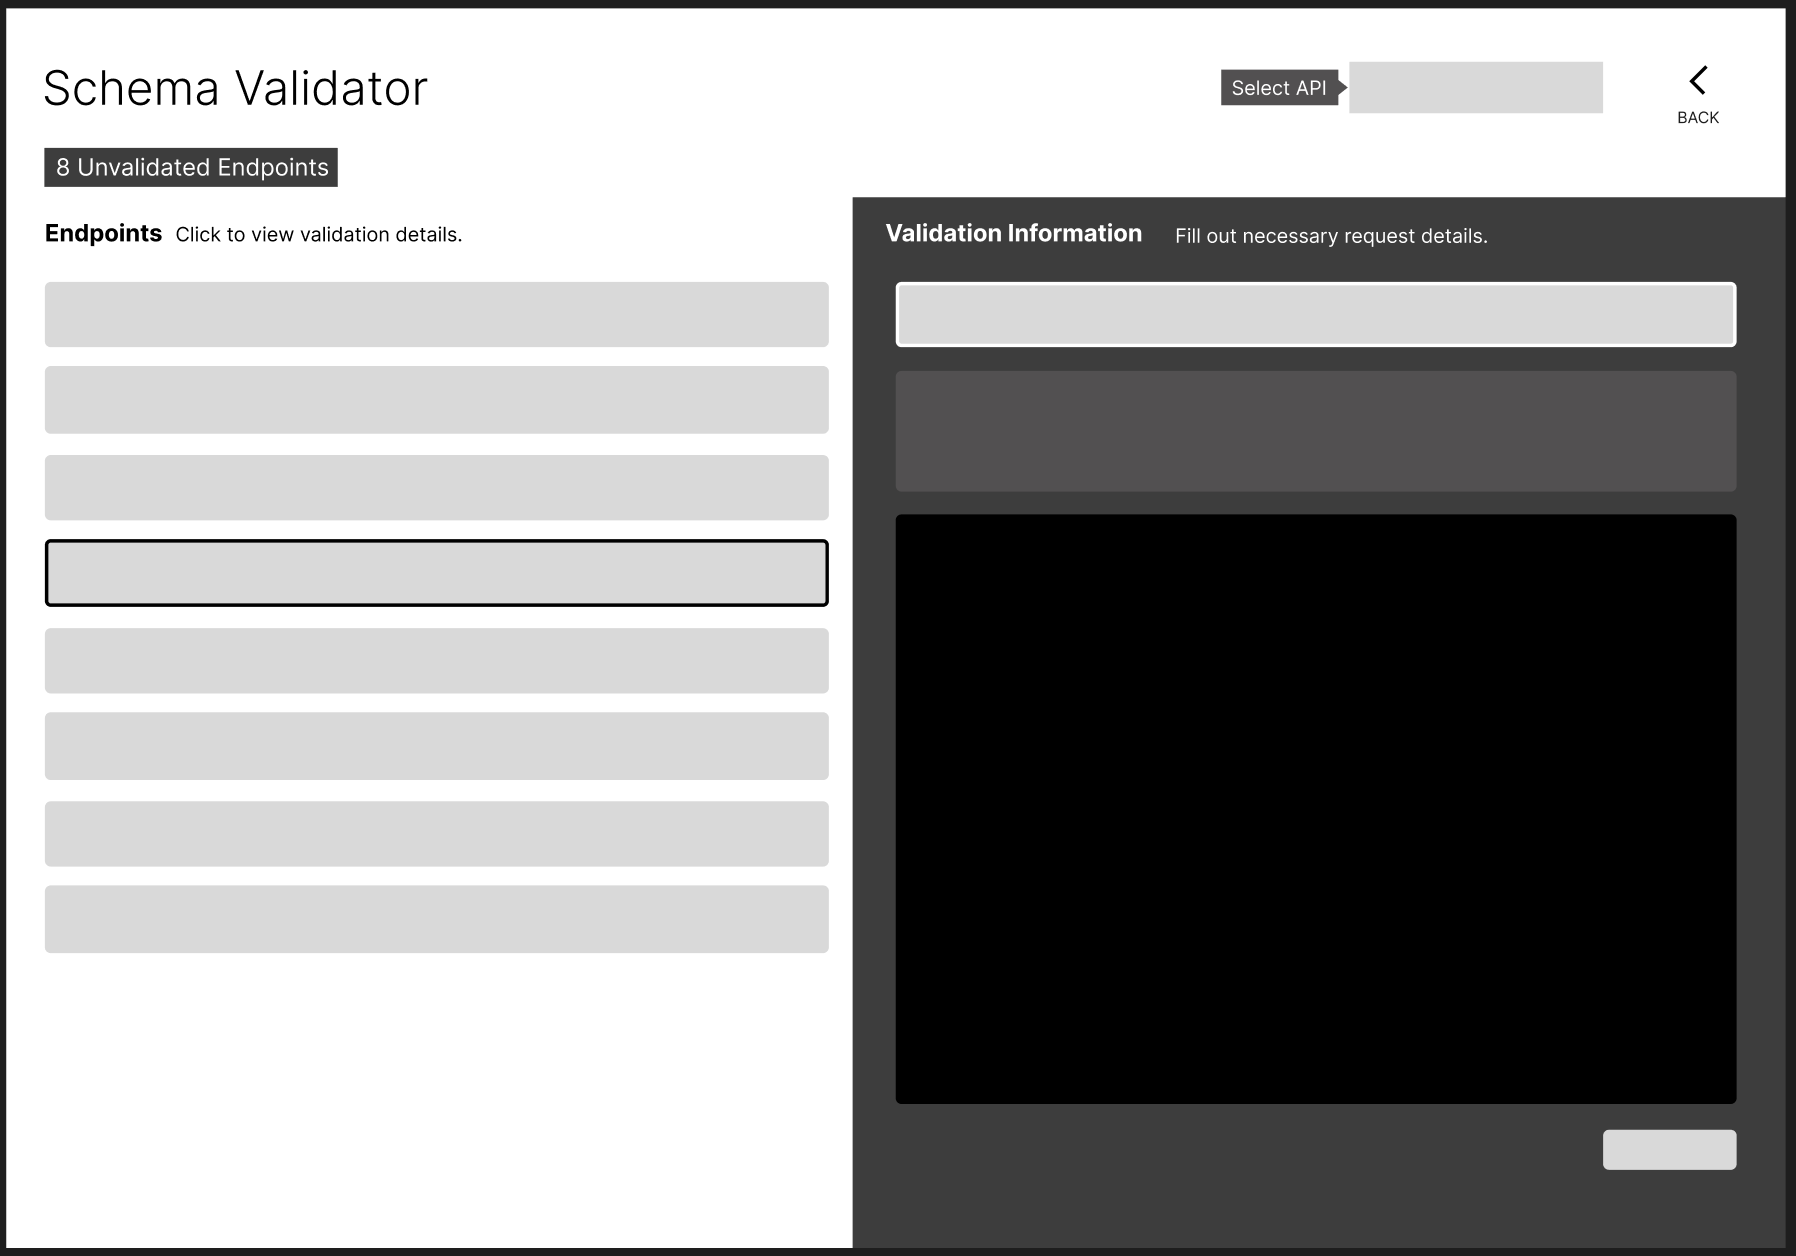 Schema Validator
Select API
BACK
8 Unvalidated Endpoints
Endpoints Click to view validation details.
Validation Information Fill out necessary request details.